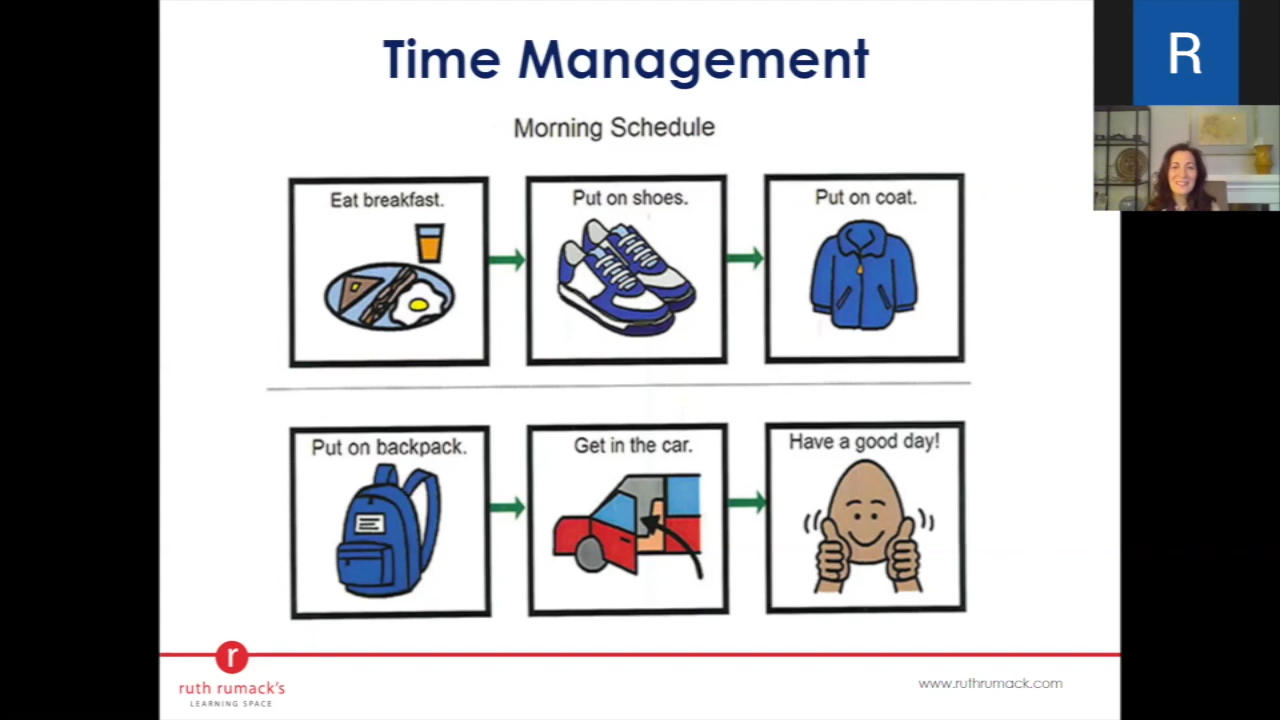 Time Management
Morning Schedule
Eat breakfast.
Put on shoes.
Put on coat.
Put on backpack.
Get in the car.
Have a good day!
r
ruth rumack's
LEARNING SPACE
www.ruthrumack.com
R